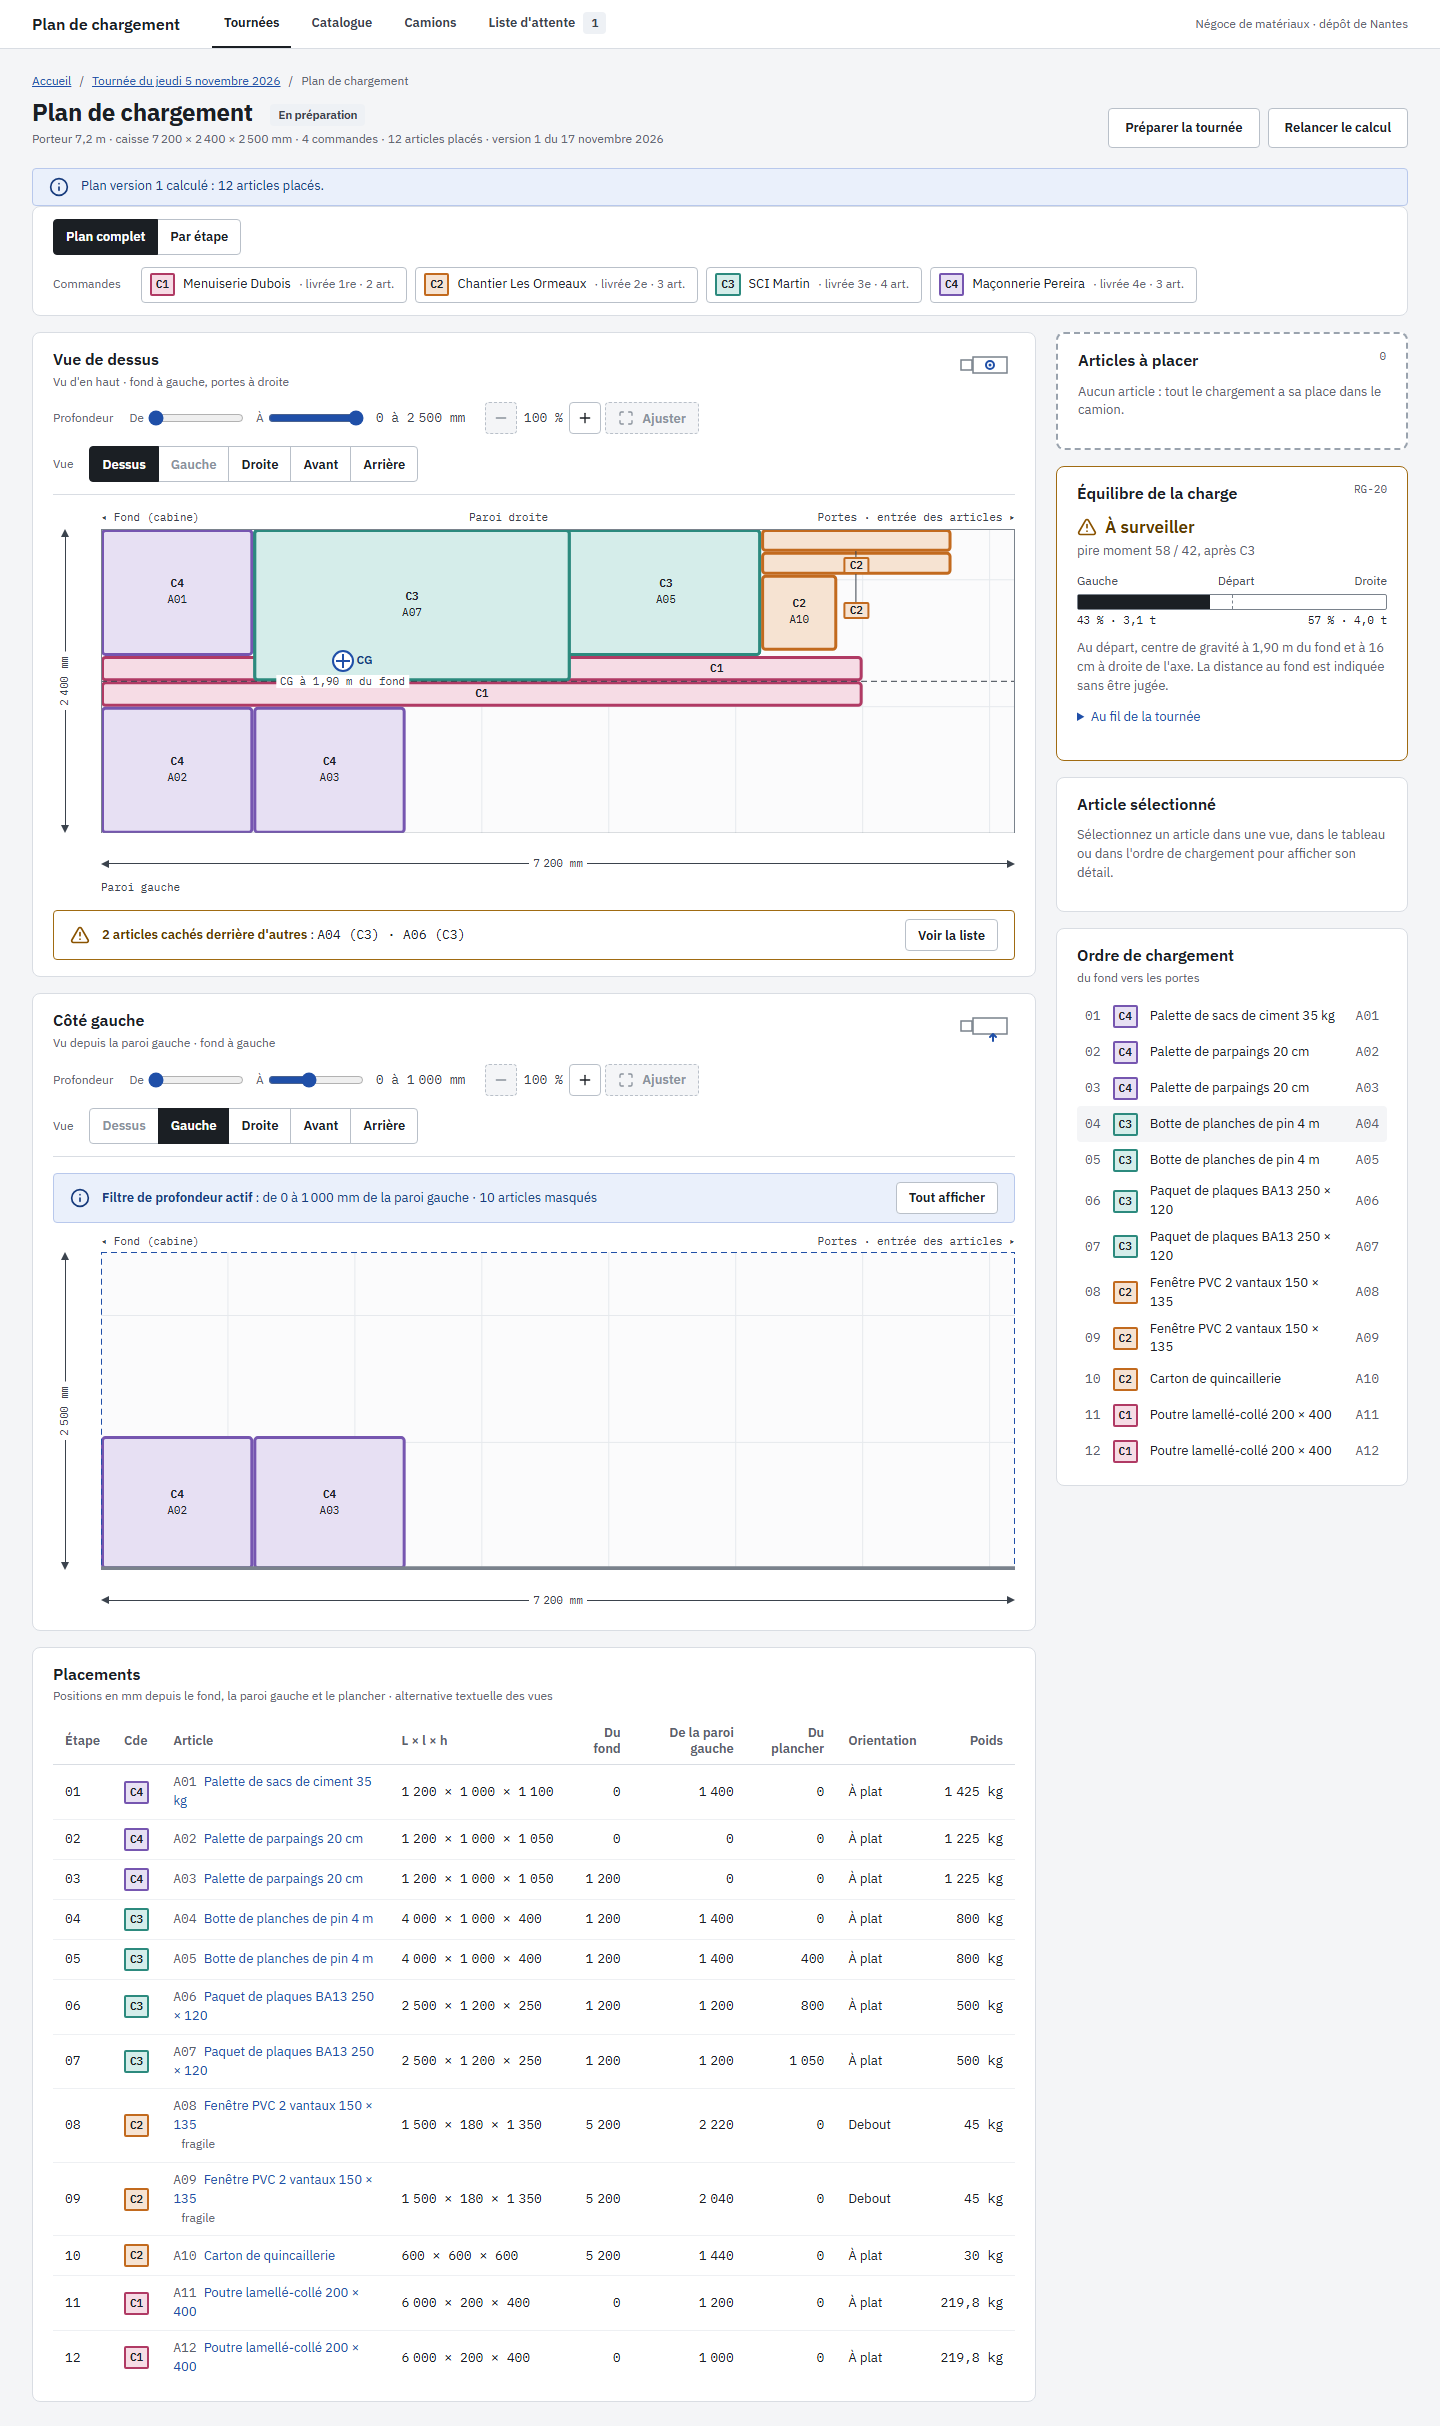 Plan de chargement
Tournées
Catalogue
Camions
Liste d'attente 1
Négoce de matériaux · dépôt de Nantes
Accueil / Tournée du jeudi 5 novembre 2026 / Plan de chargement
Plan de chargement En préparation
Porteur 7,2 m · caisse 7 200 × 2 400 × 2 500 mm · 4 commandes · 12 articles placés · version 1 du 17 novembre 2026
Préparer la tournée
Relancer le calcul
Plan version 1 calculé : 12 articles placés.
Plan complet
Par étape
Commandes
C1 Menuiserie Dubois · livrée 1re · 2 art.
C2 Chantier Les Ormeaux · livrée 2e · 3 art.
C3 SCI Martin · livrée 3e · 4 art.
C4 Maçonnerie Pereira · livrée 4e · 3 art.
Vue de dessus
Vu d'en haut · fond à gauche, portes à droite
Profondeur De À 0 à 2 500 mm − 100 % + Ajuster
Vue Dessus Gauche Droite Avant Arrière
◂ Fond (cabine)
Paroi droite
Portes · entrée des articles ▸
2 400 mm
C4
A01
C3
A07
C3
A05
C2
C2
C2
A10
C1
C1
CG
CG à 1,90 m du fond
C4
A02
C4
A03
7 200 mm
Paroi gauche
2 articles cachés derrière d'autres : A04 (C3) · A06 (C3)
Voir la liste
Côté gauche
Vu depuis la paroi gauche · fond à gauche
Profondeur De À 0 à 1 000 mm − 100 % + Ajuster
Vue Dessus Gauche Droite Avant Arrière
Filtre de profondeur actif : de 0 à 1 000 mm de la paroi gauche · 10 articles masqués
Tout afficher
◂ Fond (cabine)
Portes · entrée des articles ▸
2 500 mm
C4
A02
C4
A03
7 200 mm
Placements
Positions en mm depuis le fond, la paroi gauche et le plancher · alternative textuelle des vues
Étape Cde Article L × l × h Du fond De la paroi gauche Du plancher Orientation Poids
01 C4 A01 Palette de sacs de ciment 35 kg 1 200 × 1 000 × 1 100 0 1 400 0 À plat 1 425 kg
02 C4 A02 Palette de parpaings 20 cm 1 200 × 1 000 × 1 050 0 0 0 À plat 1 225 kg
03 C4 A03 Palette de parpaings 20 cm 1 200 × 1 000 × 1 050 1 200 0 0 À plat 1 225 kg
04 C3 A04 Botte de planches de pin 4 m 4 000 × 1 000 × 400 1 200 1 400 0 À plat 800 kg
05 C3 A05 Botte de planches de pin 4 m 4 000 × 1 000 × 400 1 200 1 400 400 À plat 800 kg
06 C3 A06 Paquet de plaques BA13 250 × 120 2 500 × 1 200 × 250 1 200 1 200 800 À plat 500 kg
07 C3 A07 Paquet de plaques BA13 250 × 120 2 500 × 1 200 × 250 1 200 1 200 1 050 À plat 500 kg
08 C2 A08 Fenêtre PVC 2 vantaux 150 × 135 fragile 1 500 × 180 × 1 350 5 200 2 220 0 Debout 45 kg
09 C2 A09 Fenêtre PVC 2 vantaux 150 × 135 fragile 1 500 × 180 × 1 350 5 200 2 040 0 Debout 45 kg
10 C2 A10 Carton de quincaillerie 600 × 600 × 600 5 200 1 440 0 À plat 30 kg
11 C1 A11 Poutre lamellé-collé 200 × 400 6 000 × 200 × 400 0 1 200 0 À plat 219,8 kg
12 C1 A12 Poutre lamellé-collé 200 × 400 6 000 × 200 × 400 0 1 000 0 À plat 219,8 kg
Articles à placer 0
Aucun article : tout le chargement a sa place dans le
camion.
Équilibre de la charge RG-20
À surveiller
pire moment 58 / 42, après C3
Gauche Départ Droite
43 % · 3,1 t 57 % · 4,0 t
Au départ, centre de gravité à 1,90 m du fond et à 16
cm à droite de l'axe. La distance au fond est indiquée
sans être jugée.
▶ Au fil de la tournée
Article sélectionné
Sélectionnez un article dans une vue, dans le tableau
ou dans l'ordre de chargement pour afficher son
détail.
Ordre de chargement
du fond vers les portes
01 C4 Palette de sacs de ciment 35 kg A01
02 C4 Palette de parpaings 20 cm A02
03 C4 Palette de parpaings 20 cm A03
04 C3 Botte de planches de pin 4 m A04
05 C3 Botte de planches de pin 4 m A05
06 C3 Paquet de plaques BA13 250 × 120 A06
07 C3 Paquet de plaques BA13 250 × 120 A07
08 C2 Fenêtre PVC 2 vantaux 150 × 135 A08
09 C2 Fenêtre PVC 2 vantaux 150 × 135 A09
10 C2 Carton de quincaillerie A10
11 C1 Poutre lamellé-collé 200 × 400 A11
12 C1 Poutre lamellé-collé 200 × 400 A12